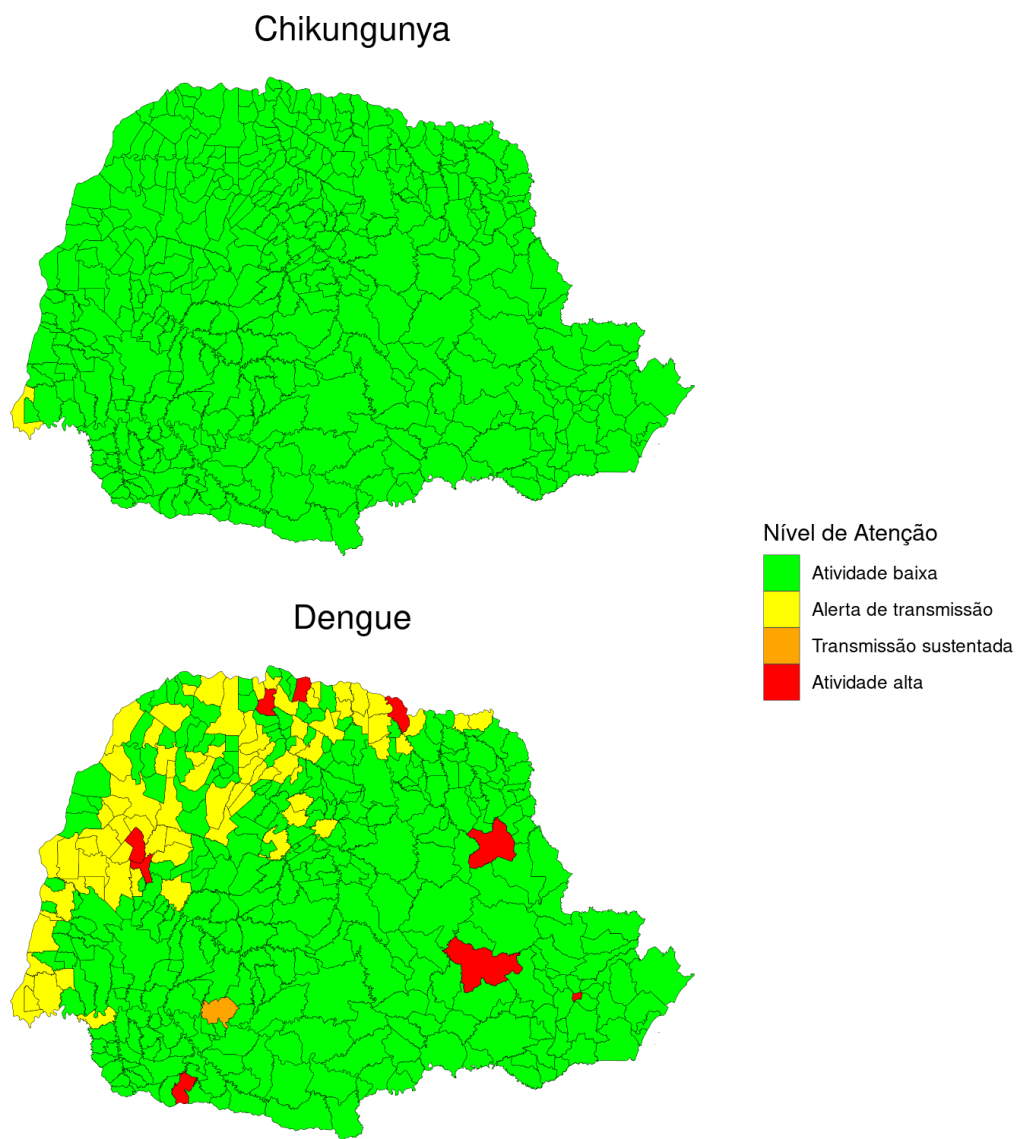 Chikungunya
Nível de Atenção
Atividade baixa
Alerta de transmissão
Transmissão sustentada
Atividade alta
Dengue